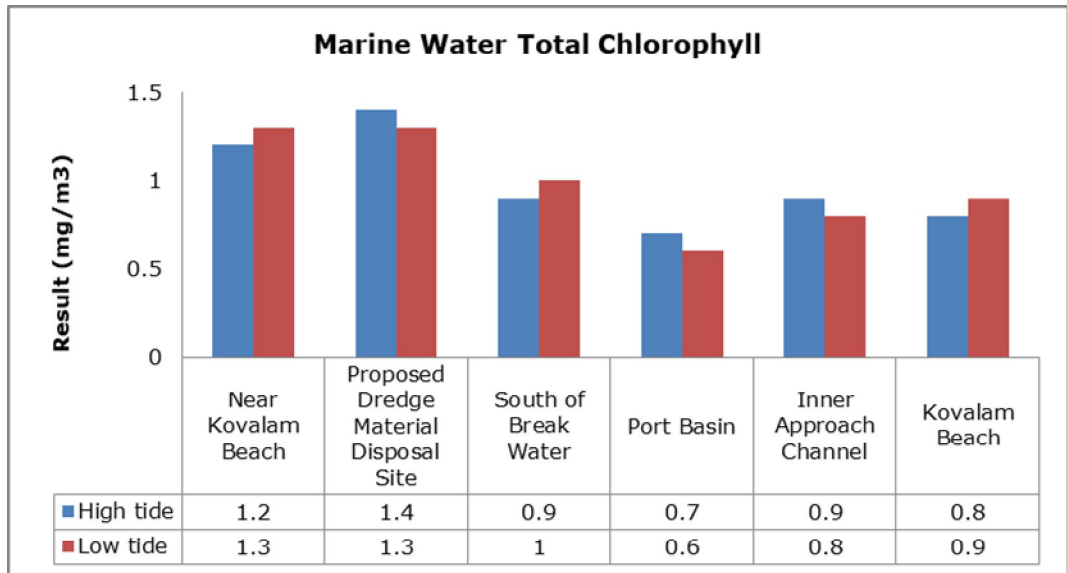 Marine Water Total Chlorophyll
Result (mg/m3)
1.5
1
0.5
0
Near
Kovalam
Beach
Proposed
Dredge
Material
Disposal
Site
South of
Break
Water
Port Basin
Inner
Approach
Channel
Kovalam
Beach
High tide 1.2 1.4 0.9 0.7 0.9 0.8
Low tide 1.3 1.3 1 0.6 0.8 0.9